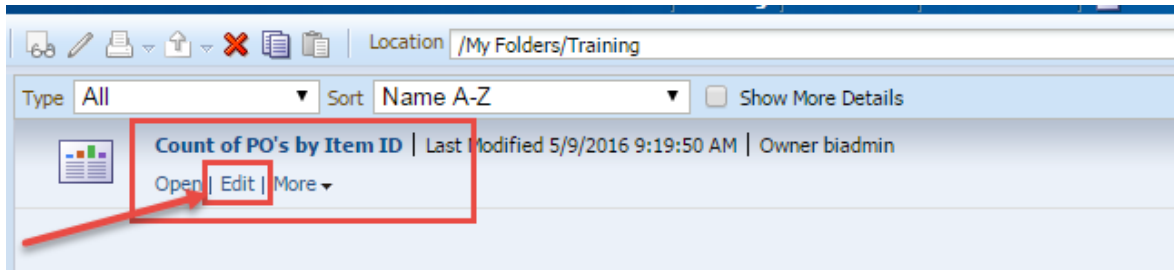 Location /My Folders/Training
Type All Sort Name A-Z Show More Details
Count of PO's by Item ID | Last Modified 5/9/2016 9:19:50 AM | Owner biadmin
Open | Edit | More